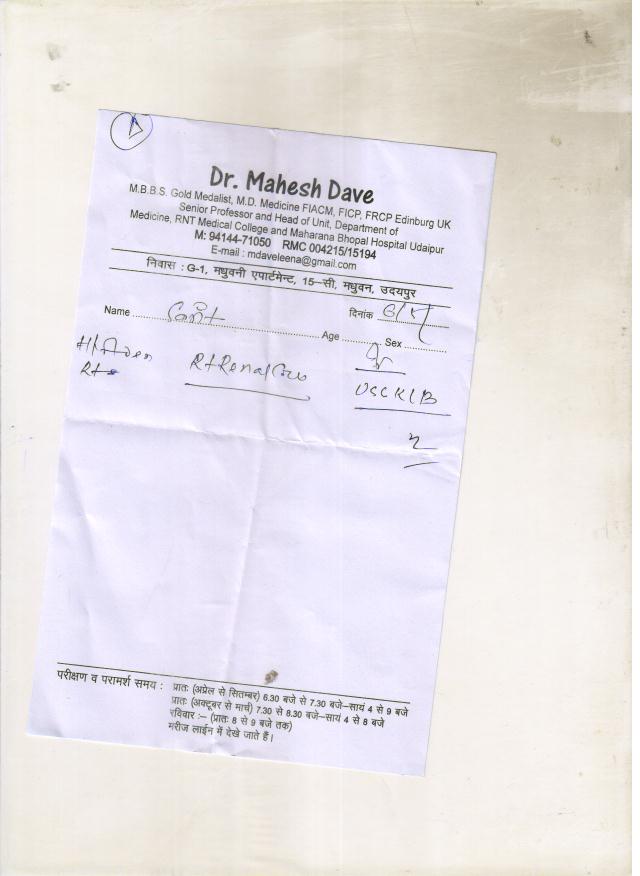 Dr. Mahesh Dave
M.B.B.S. Gold Medalist, M.D. Medicine FIACM, FICP, FRCP Edinburg UK
Senior Professor and Head of Unit, Department of
Medicine, RNT Medical College and Maharana Bhopal Hospital Udaipur
M: 94144-71050 RMC 004215/15194
E-mail : mdaveleena@gmail.com
निवास : G-1, मधुवनी एपार्टमेन्ट, 15-सी, मधुवन, उदयपुर
Name दिनांक
Age Sex
Rt Renal
USG KUB
परीक्षण व परामर्श समय : प्रातः (अप्रेल से सितम्बर) 6.30 बजे से 7.30 बजे-सायं 4 से 9 बजे
प्रातः (अक्टूबर से मार्च) 7.30 से 8.30 बजे-सायं 4 से 8 बजे
रविवार :- (प्रातः 8 से 9 बजे तक)
मरीज लाईन में देखे जाते हैं।